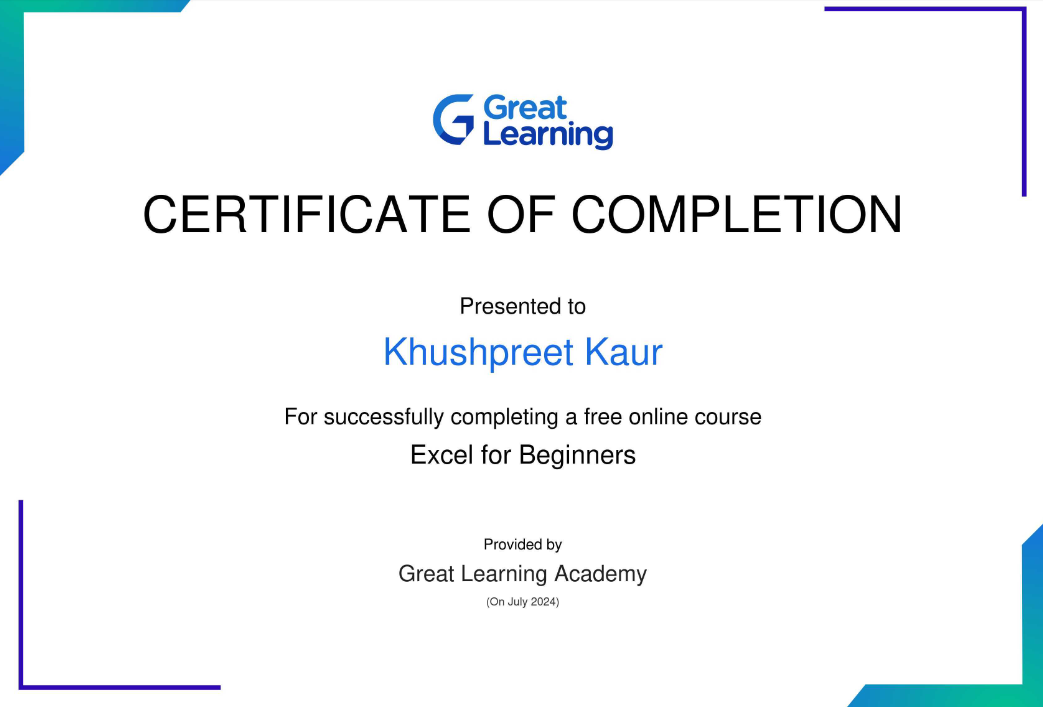 Great
Learning
CERTIFICATE OF COMPLETION
Presented to
Khushpreet Kaur
For successfully completing a free online course
Excel for Beginners
Provided by
Great Learning Academy
(On July 2024)